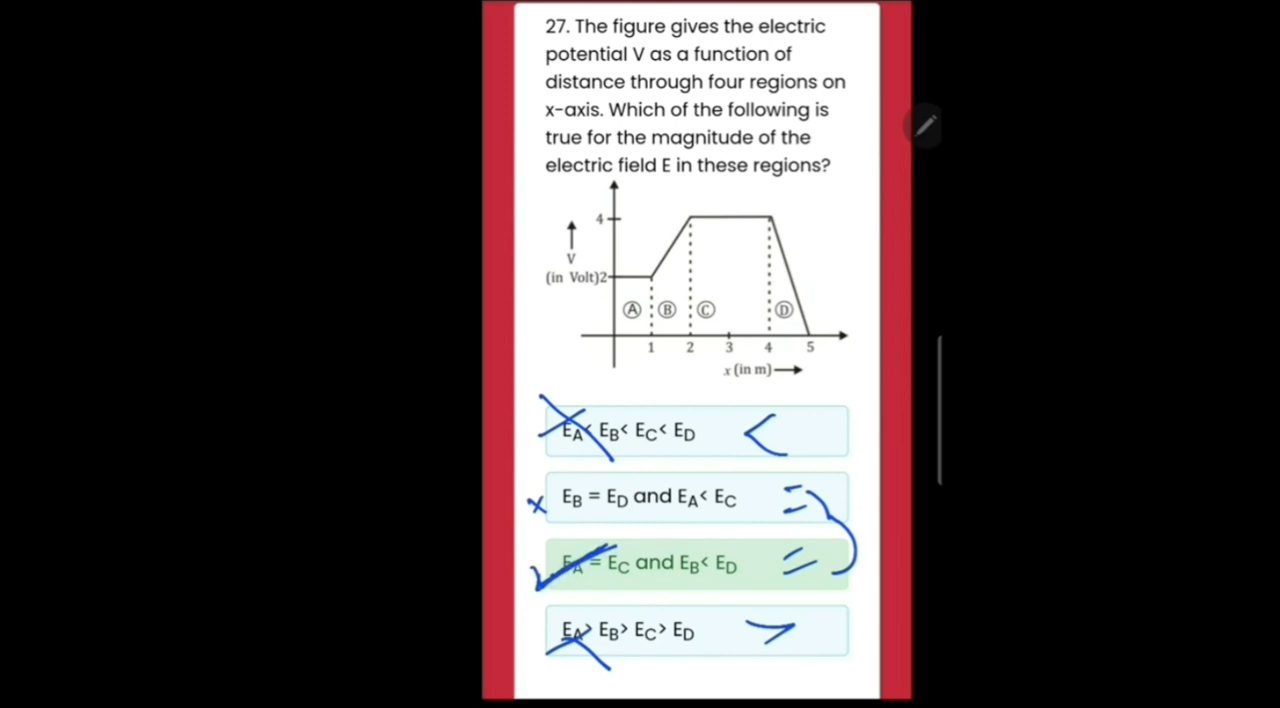 27. The figure gives the electric
potential V as a function of
distance through four regions on
x-axis. Which of the following is
true for the magnitude of the
electric field E in these regions?
4
V
(in Volt)2
A B C D
1 2 3 4 5
x (in m)
EA< EB< EC< ED <
x EB = ED and EA< EC =
EA = EC and EB< ED =
EA> EB> EC> ED >